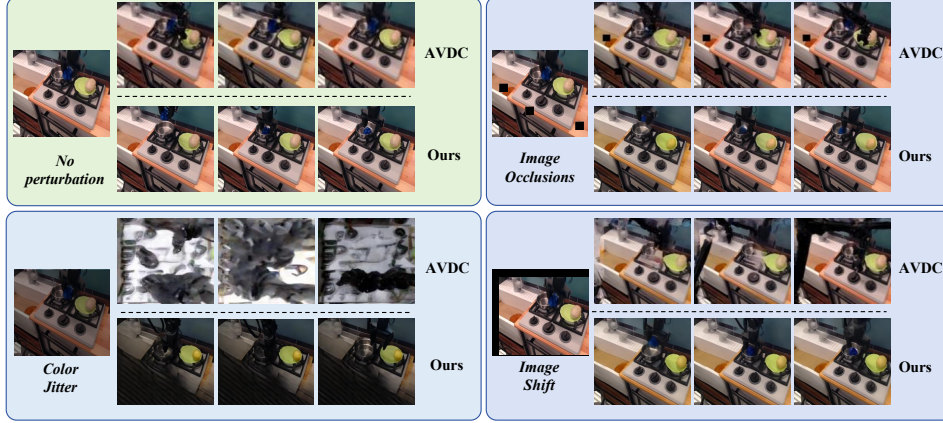 AVDC
Ours
No
perturbation
AVDC
Ours
Image
Occlusions
AVDC
Ours
Color
Jitter
AVDC
Ours
Image
Shift